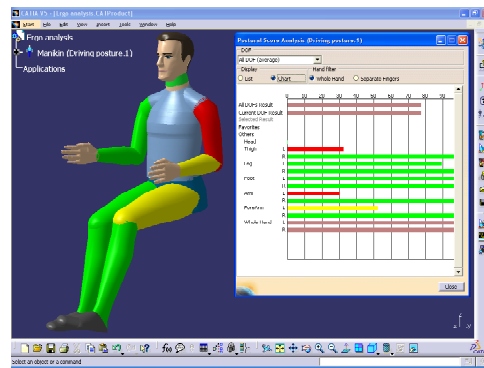 CATIA V5 - [Ergo analysis.CATProduct]
Start File Edit View Insert Tools Window Help
Ergo analysis
Manikin (Driving posture.1)
Applications
Postural Score Analysis (Driving posture.1)
DOF
All DOF (average)
Display Hand filter
List Chart Whole Hand Separate Fingers
0 10 20 30 40 50 60 70 80 90
All DOFs Result
Current DOF Result
Selected Result
Favorites
Others
Head
Thigh L
R
Leg L
R
Foot L
R
Arm L
R
ForeArm L
R
Whole Hand L
R
Close
Select an object or a command